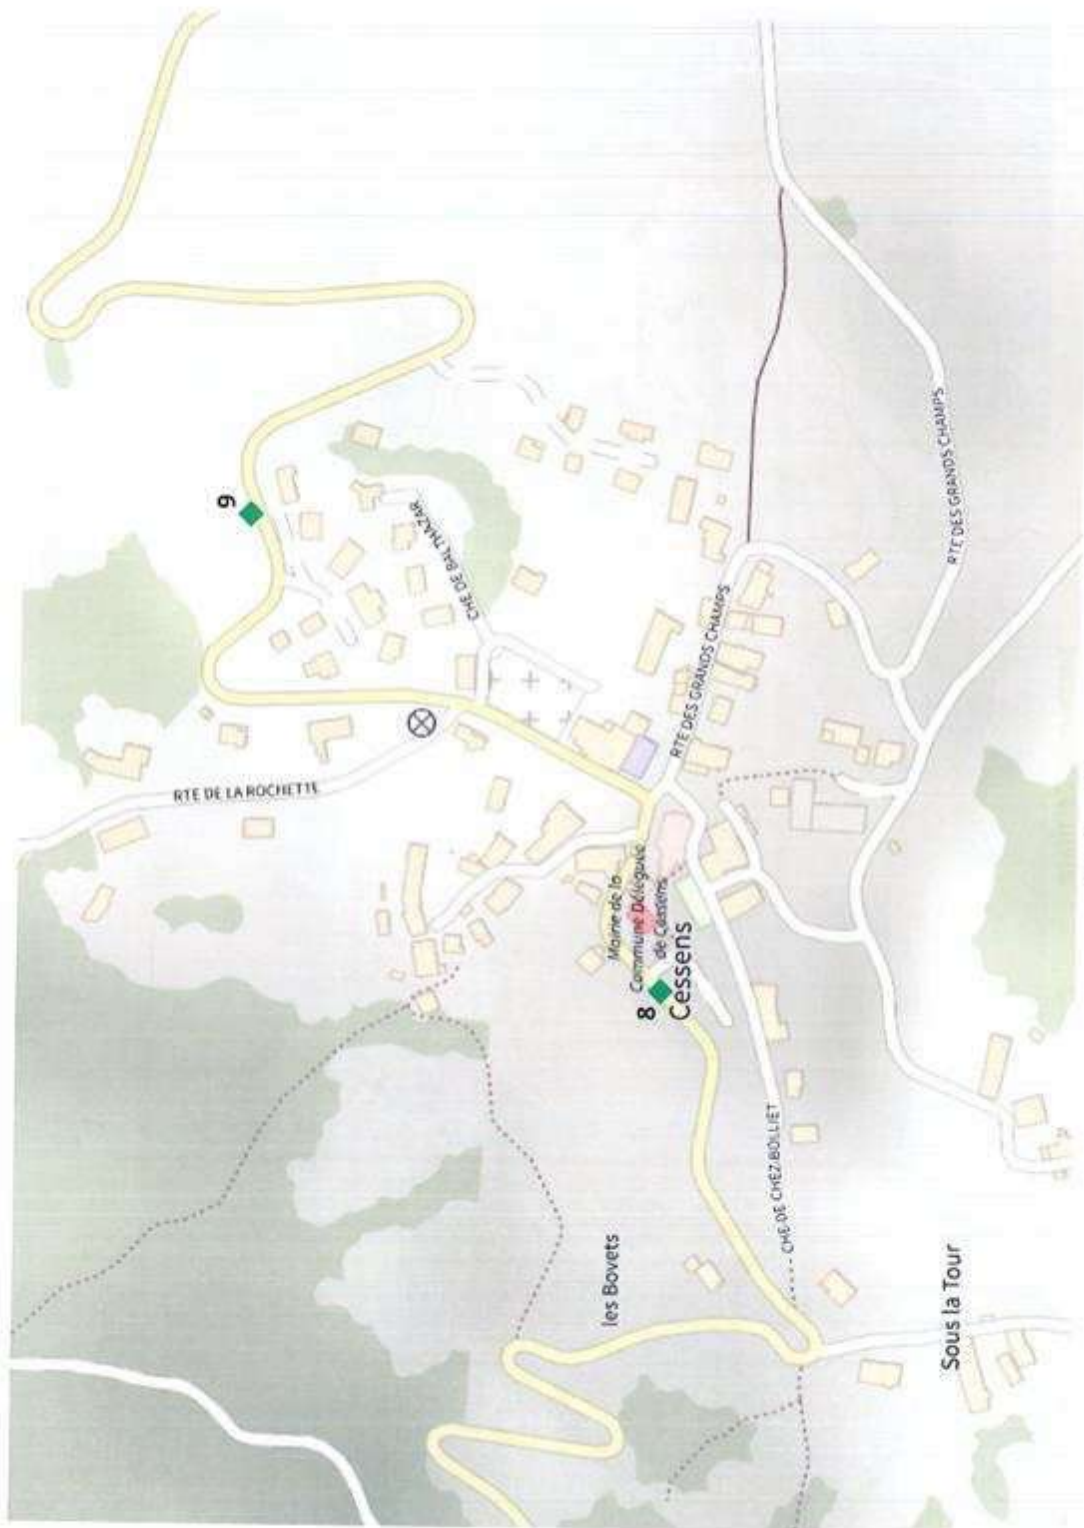 9
CHE DE BALTHAZAR
RTE DES GRANDS CHAMPS
RTE DES GRANDS CHAMPS
RTE DE LA ROCHETTE
Mairie de la
Commune Déléguée
de Cessens
8
Cessens
CHE DE CHEZ BOLLIET
les Bovets
Sous la Tour